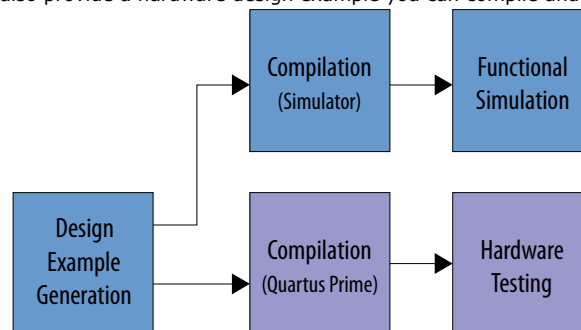 also provide a hardware design example you can compile and
Compilation
(Simulator)
Functional
Simulation
Design
Example
Generation
Compilation
(Quartus Prime)
Hardware
Testing